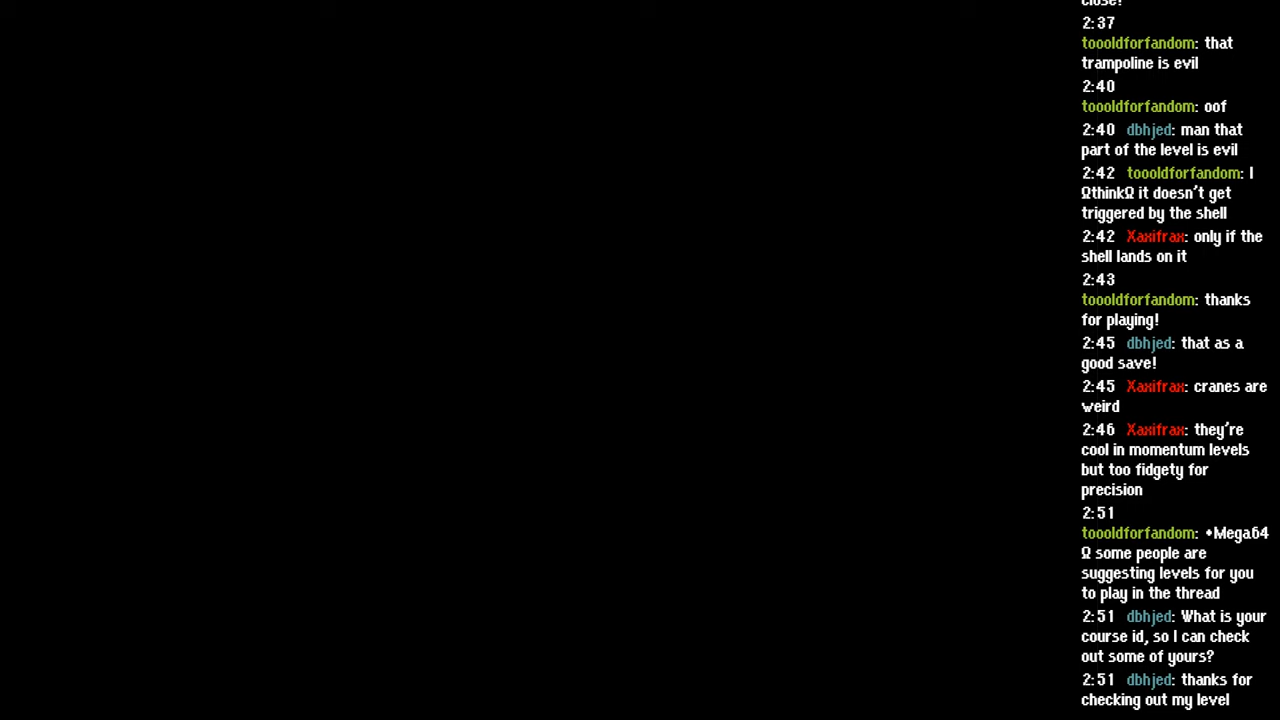 close!
2:37
toooldforfandom: that
trampoline is evil
2:40
toooldforfandom: oof
2:40 dbhjed: man that
part of the level is evil
2:42 toooldforfandom: I
ΩthinkΩ it doesn't get
triggered by the shell
2:42 Xaxifrax: only if the
shell lands on it
2:43
toooldforfandom: thanks
for playing!
2:45 dbhjed: that as a
good save!
2:45 Xaxifrax: cranes are
weird
2:46 Xaxifrax: they're
cool in momentum levels
but too fidgety for
precision
2:51
toooldforfandom: +Mega64
Ω some people are
suggesting levels for you
to play in the thread
2:51 dbhjed: What is your
course id, so I can check
out some of yours?
2:51 dbhjed: thanks for
checking out my level